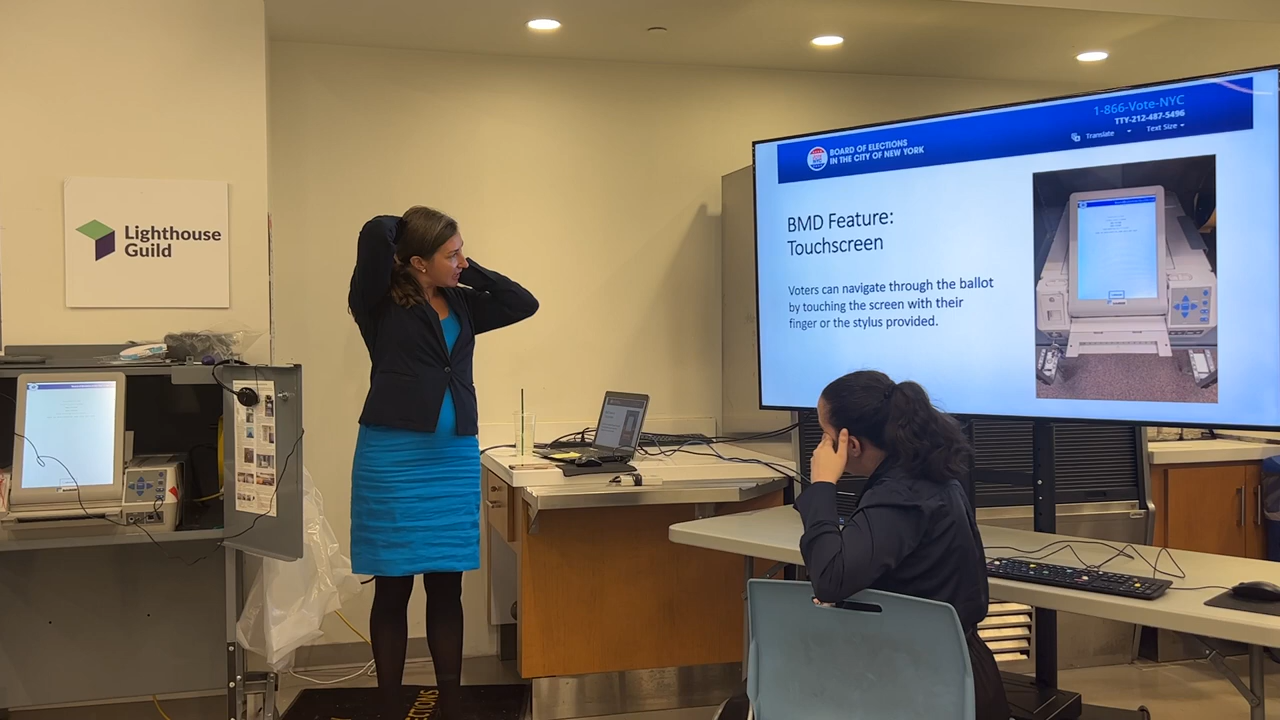 1-866-Vote-NYC
TTY-212-487-5496
Translate
Text Size
BOARD OF ELECTIONS
IN THE CITY OF NEW YORK
BMD Feature:
Touchscreen
Voters can navigate through the ballot
by touching the screen with their
finger or the stylus provided.
Lighthouse
Guild